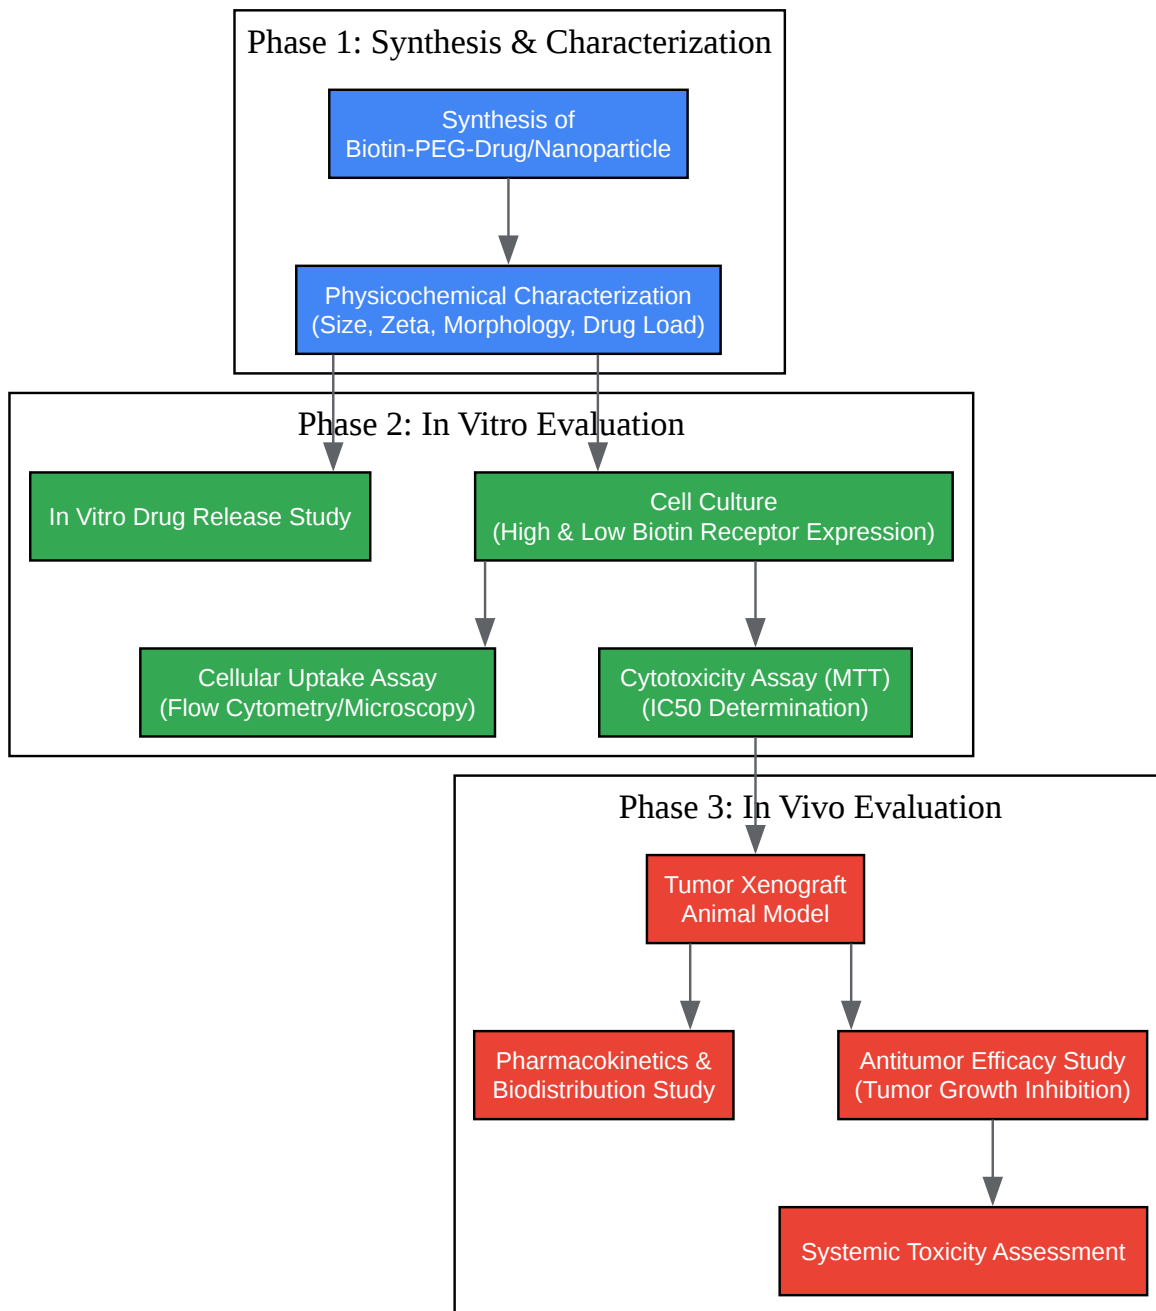 Phase 1: Synthesis & Characterization
Synthesis of
Biotin-PEG-Drug/Nanoparticle
Physicochemical Characterization
(Size, Zeta, Morphology, Drug Load)
Phase 2: In Vitro Evaluation
In Vitro Drug Release Study
Cell Culture
(High & Low Biotin Receptor Expression)
Cellular Uptake Assay
(Flow Cytometry/Microscopy)
Cytotoxicity Assay (MTT)
(IC50 Determination)
Phase 3: In Vivo Evaluation
Tumor Xenograft
Animal Model
Pharmacokinetics &
Biodistribution Study
Antitumor Efficacy Study
(Tumor Growth Inhibition)
Systemic Toxicity Assessment